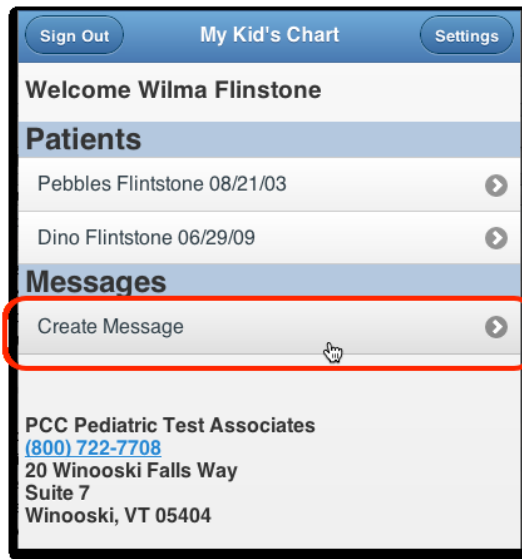 Sign Out My Kid's Chart Settings
Welcome Wilma Flinstone
Patients
Pebbles Flintstone 08/21/03
Dino Flintstone 06/29/09
Messages
Create Message
PCC Pediatric Test Associates
(800) 722-7708
20 Winooski Falls Way
Suite 7
Winooski, VT 05404